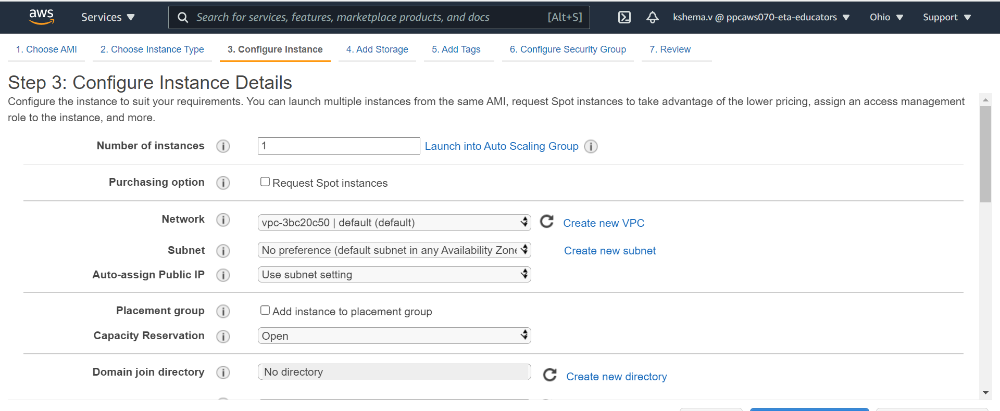 aws Services Search for services, features, marketplace products, and docs [Alt+S] kshema.v @ ppcaws070-eta-educators Ohio Support
1. Choose AMI 2. Choose Instance Type 3. Configure Instance 4. Add Storage 5. Add Tags 6. Configure Security Group 7. Review
Step 3: Configure Instance Details
Configure the instance to suit your requirements. You can launch multiple instances from the same AMI, request Spot instances to take advantage of the lower pricing, assign an access management
role to the instance, and more.
Number of instances i 1 Launch into Auto Scaling Group i
Purchasing option i Request Spot instances
Network i vpc-3bc20c50 | default (default) Create new VPC
Subnet i No preference (default subnet in any Availability Zone Create new subnet
Auto-assign Public IP i Use subnet setting
Placement group i Add instance to placement group
Capacity Reservation i Open
Domain join directory i No directory Create new directory